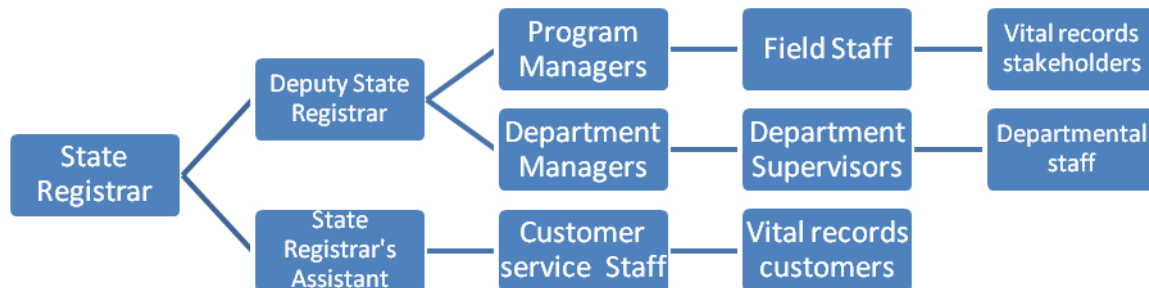 State
Registrar
Deputy State
Registrar
Program
Managers
Field Staff
Vital records
stakeholders
Department
Managers
Department
Supervisors
Departmental
staff
State
Registrar's
Assistant
Customer
service Staff
Vital records
customers